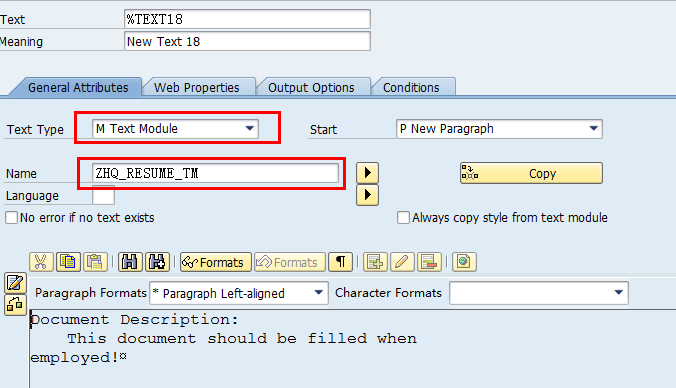 Text %TEXT18
Meaning New Text 18
General Attributes Web Properties Output Options Conditions
Text Type M Text Module Start P New Paragraph
Name ZHQ_RESUME_TM Copy
Language
No error if no text exists Always copy style from text module
Formats Formats ¶
Paragraph Formats * Paragraph Left-aligned Character Formats
Document Description:
This document should be filled when
employed!¤